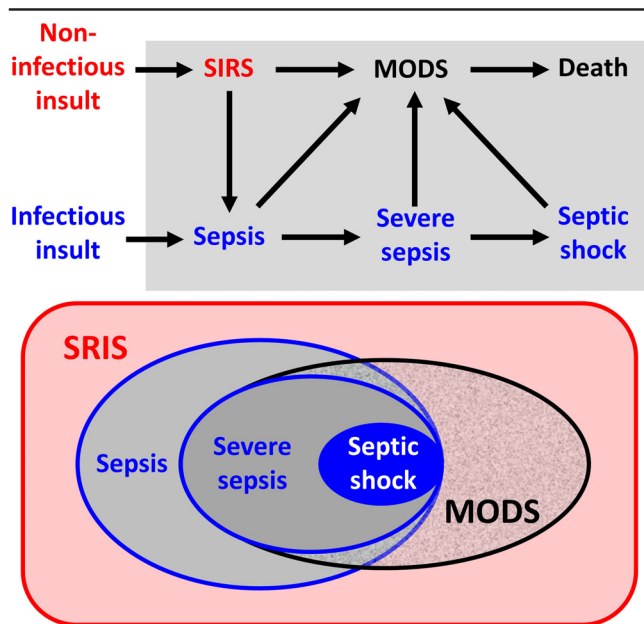 Non-
infectious
insult
SIRS
MODS
Death
Infectious
insult
Sepsis
Severe
sepsis
Septic
shock
SRIS
Sepsis
Severe
sepsis
Septic
shock
MODS